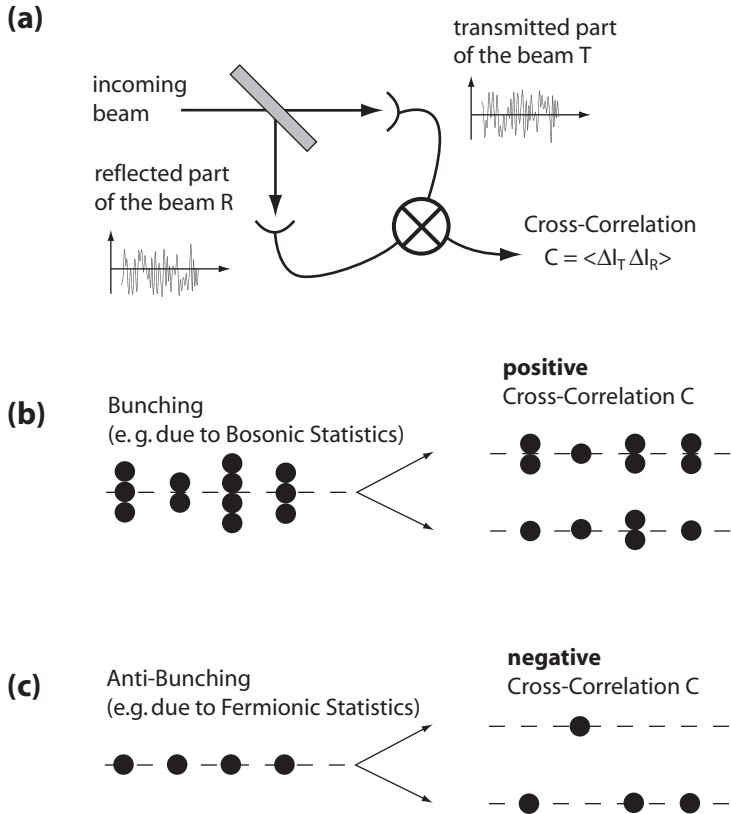 (a)
transmitted part
of the beam T
incoming
beam
reflected part
of the beam R
Cross-Correlation
C = <ΔI_T ΔI_R>
positive
Cross-Correlation C
(b)
Bunching
(e. g. due to Bosonic Statistics)
negative
Cross-Correlation C
(c)
Anti-Bunching
(e.g. due to Fermionic Statistics)